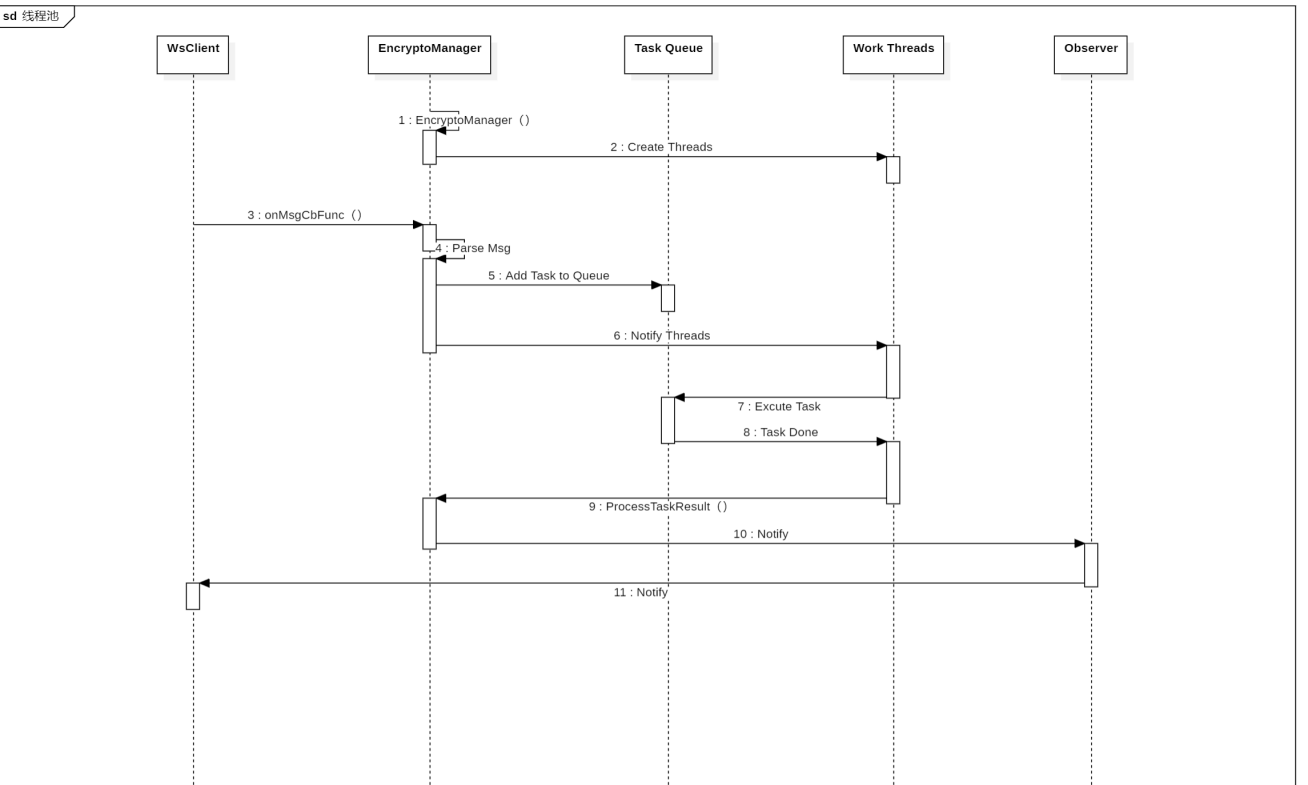 sd 线程池
WsClient
EncryptoManager
Task Queue
Work Threads
Observer
1 : EncryptoManager（）
2 : Create Threads
3 : onMsgCbFunc（）
4 : Parse Msg
5 : Add Task to Queue
6 : Notify Threads
7 : Excute Task
8 : Task Done
9 : ProcessTaskResult（）
10 : Notify
11 : Notify